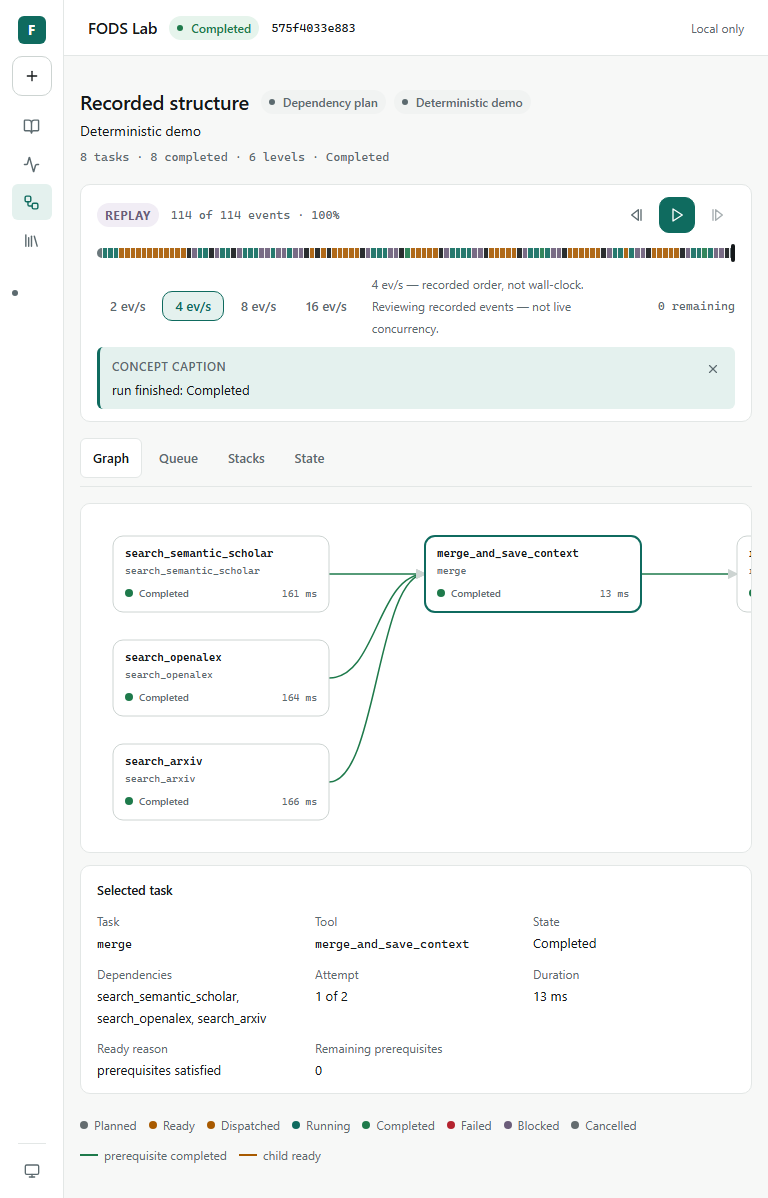 F
FODS Lab
Completed
575f4033e883
Local only
Recorded structure
Dependency plan
Deterministic demo
Deterministic demo
8 tasks · 8 completed · 6 levels · Completed
REPLAY
114 of 114 events · 100%
2 ev/s
4 ev/s
8 ev/s
16 ev/s
4 ev/s — recorded order, not wall-clock.
Reviewing recorded events — not live
concurrency.
0 remaining
CONCEPT CAPTION
run finished: Completed
Graph
Queue
Stacks
State
search_semantic_scholar
search_semantic_scholar
Completed
161 ms
merge_and_save_context
merge
Completed
13 ms
search_openalex
search_openalex
Completed
164 ms
search_arxiv
search_arxiv
Completed
166 ms
Selected task
Task
Tool
State
merge
merge_and_save_context
Completed
Dependencies
Attempt
Duration
search_semantic_scholar,
search_openalex, search_arxiv
1 of 2
13 ms
Ready reason
Remaining prerequisites
prerequisites satisfied
0
Planned
Ready
Dispatched
Running
Completed
Failed
Blocked
Cancelled
prerequisite completed
child ready